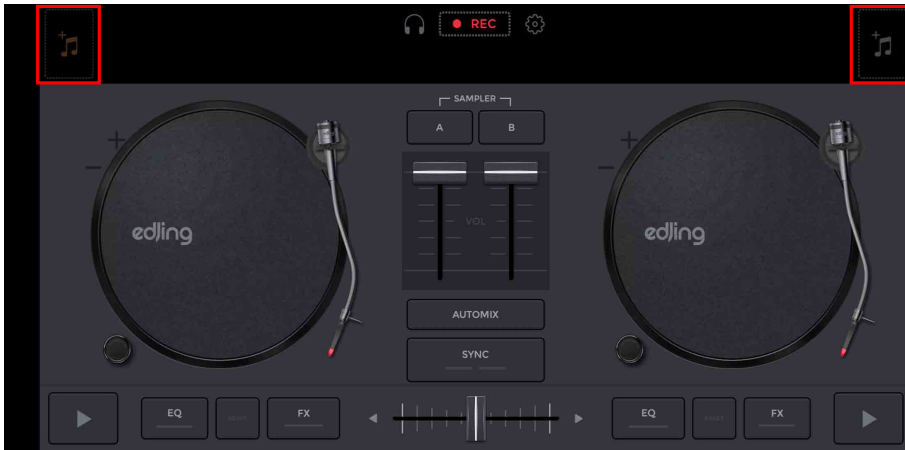 REC
SAMPLER
A B
edjing edjing
VOL
AUTOMIX
SYNC
EQ FX EQ FX